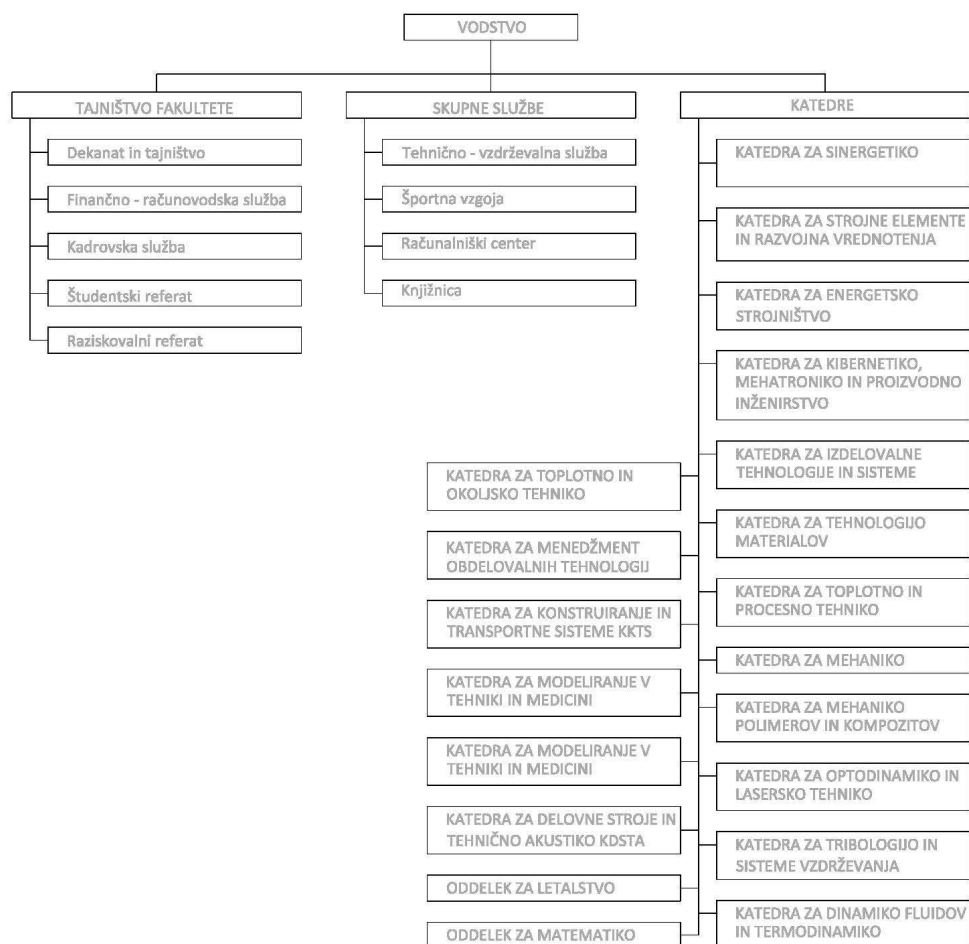 VODSTVO
TAJNIŠTVO FAKULTETE
Dekanat in tajništvo
Finančno - računovodska služba
Kadrovska služba
Študentski referat
Raziskovalni referat
SKUPNE SLUŽBE
Tehnično - vzdrževalna služba
Športna vzgoja
Računalniški center
Knjižnica
KATEDRE
KATEDRA ZA SINERGETIKO
KATEDRA ZA STROJNE ELEMENTE
IN RAZVOJNA VREDNOTENJA
KATEDRA ZA ENERGETSKO
STROJNIŠTVO
KATEDRA ZA KIBERNETIKO,
MEHATRONIKO IN PROIZVODNO
INŽENIRSTVO
KATEDRA ZA IZDELOVALNE
TEHNOLOGIJE IN SISTEME
KATEDRA ZA TEHNOLOGIJO
MATERIALOV
KATEDRA ZA TOPLOTNO IN
PROCESNO TEHNIKO
KATEDRA ZA MEHANIKO
KATEDRA ZA MEHANIKO
POLIMEROV IN KOMPOZITOV
KATEDRA ZA OPTODINAMIKO IN
LASERSKO TEHNIKO
KATEDRA ZA TRIBOLOGIJO IN
SISTEME VZDRŽEVANJA
KATEDRA ZA DINAMIKO FLUIDOV
IN TERMODINAMIKO
KATEDRA ZA TOPLOTNO IN
OKOLJSKO TEHNIKO
KATEDRA ZA MENEDŽMENT
OBDELOVALNIH TEHNOLOGIJ
KATEDRA ZA KONSTRUIRANJE IN
TRANSPORTNE SISTEME KKTS
KATEDRA ZA MODELIRANJE V
TEHNIKI IN MEDICINI
KATEDRA ZA MODELIRANJE V
TEHNIKI IN MEDICINI
KATEDRA ZA DELOVNE STROJE IN
TEHNIČNO AKUSTIKO KDSTA
ODDELEK ZA LETALSTVO
ODDELEK ZA MATEMATIKO